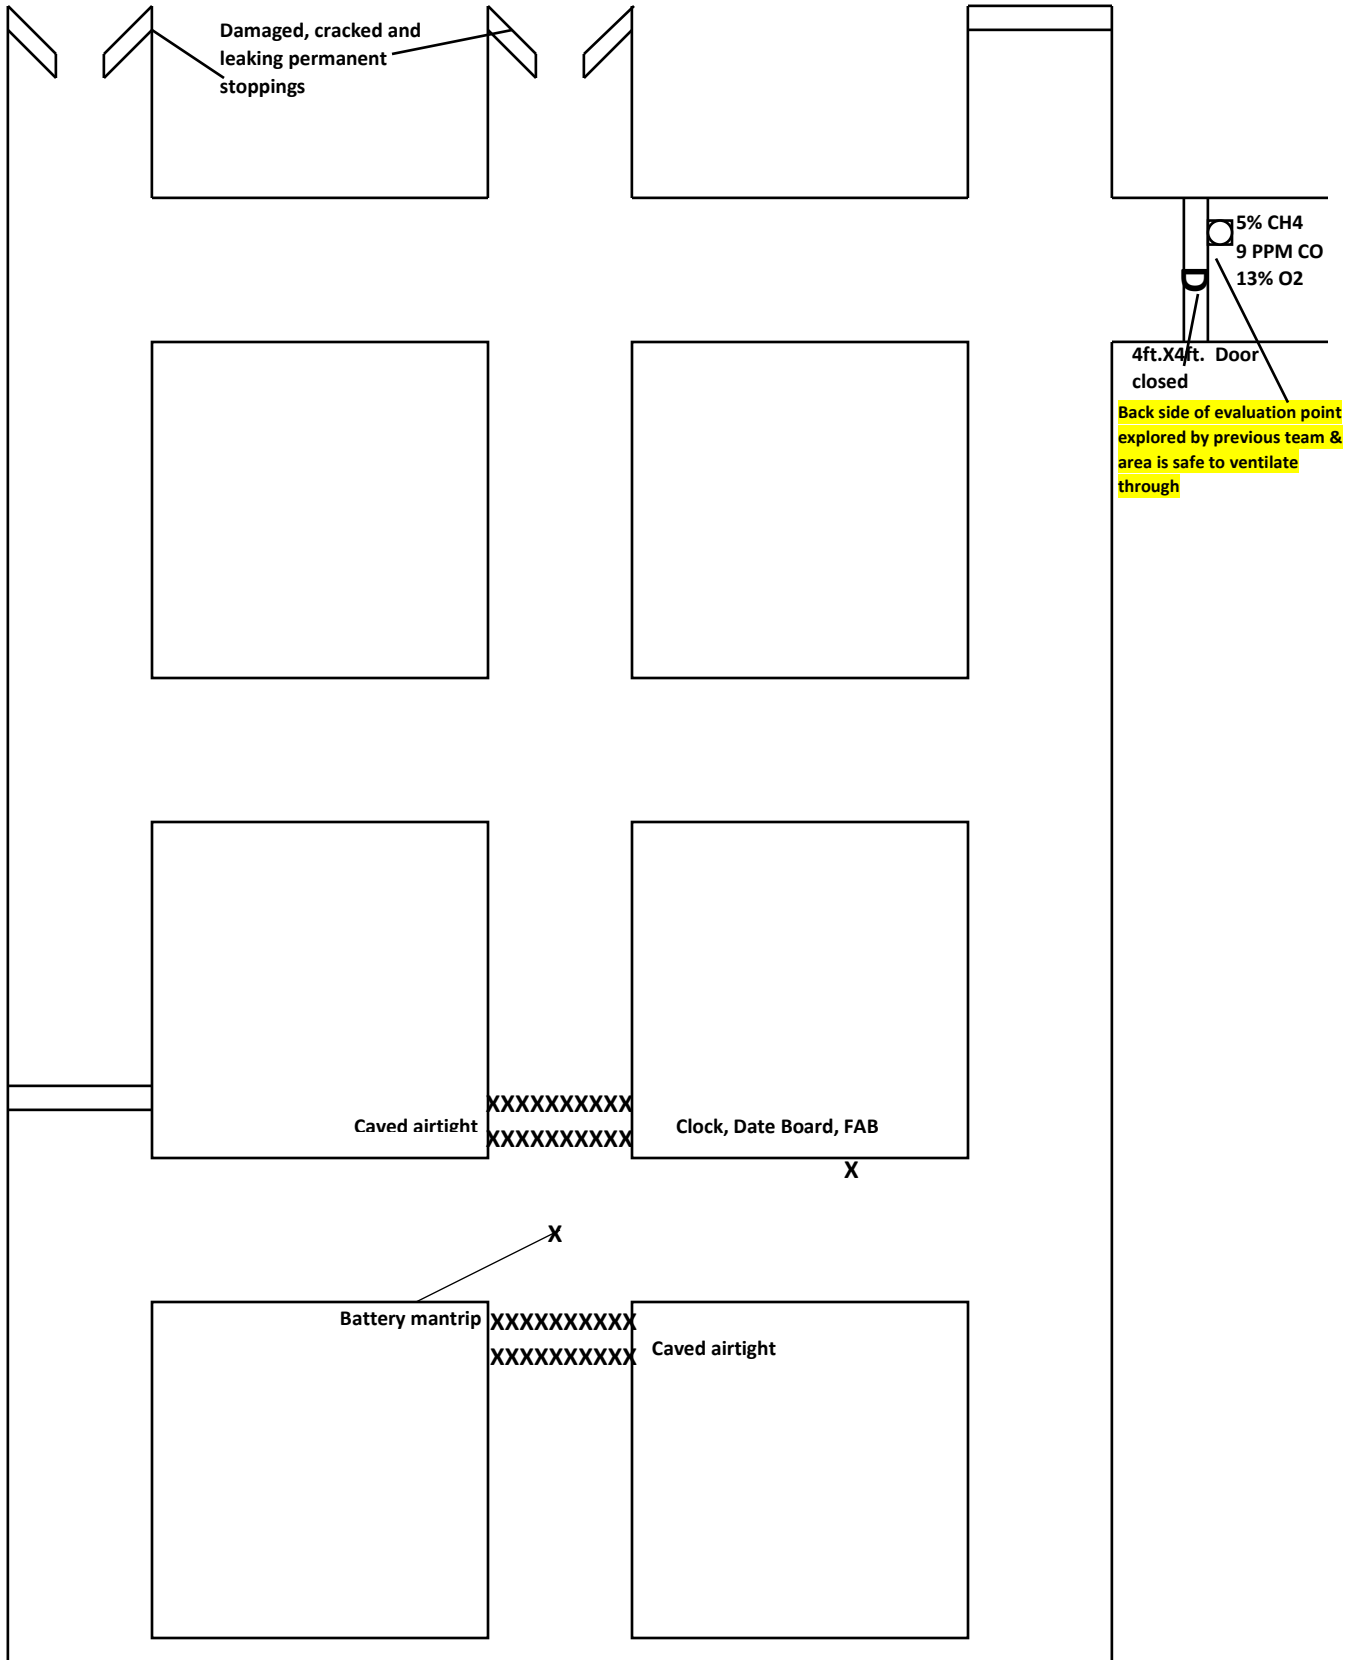 Damaged, cracked and
leaking permanent
stoppings
5% CH4
9 PPM CO
13% O2
D
4ft.X4ft. Door
closed
Back side of evaluation point
explored by previous team &
area is safe to ventilate
through
XXXXXXXXXX
Caved airtight
XXXXXXXXXX
Clock, Date Board, FAB
X
X
Battery mantrip
XXXXXXXXXX
XXXXXXXXXX
Caved airtight